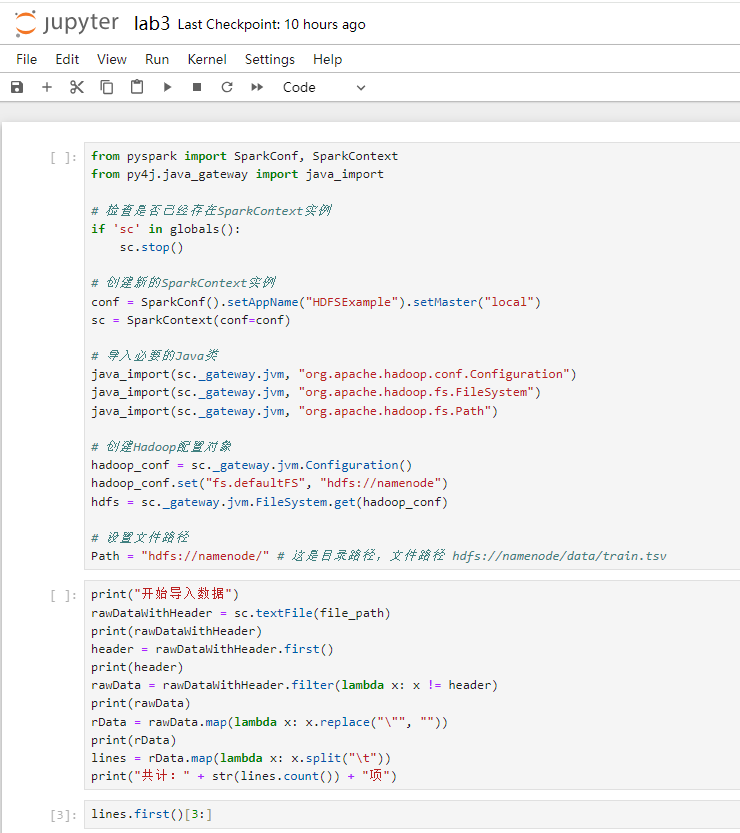 jupyter lab3 Last Checkpoint: 10 hours ago
File Edit View Run Kernel Settings Help
Code
[ ]:
from pyspark import SparkConf, SparkContext
from py4j.java_gateway import java_import
# 检查是否已经存在SparkContext实例
if 'sc' in globals():
    sc.stop()
# 创建新的SparkContext实例
conf = SparkConf().setAppName("HDFSExample").setMaster("local")
sc = SparkContext(conf=conf)
# 导入必要的Java类
java_import(sc._gateway.jvm, "org.apache.hadoop.conf.Configuration")
java_import(sc._gateway.jvm, "org.apache.hadoop.fs.FileSystem")
java_import(sc._gateway.jvm, "org.apache.hadoop.fs.Path")
# 创建Hadoop配置对象
hadoop_conf = sc._gateway.jvm.Configuration()
hadoop_conf.set("fs.defaultFS", "hdfs://namenode")
hdfs = sc._gateway.jvm.FileSystem.get(hadoop_conf)
# 设置文件路径
Path = "hdfs://namenode/" # 这是目录路径，文件路径 hdfs://namenode/data/train.tsv
[ ]:
print("开始导入数据")
rawDataWithHeader = sc.textFile(file_path)
print(rawDataWithHeader)
header = rawDataWithHeader.first()
print(header)
rawData = rawDataWithHeader.filter(lambda x: x != header)
print(rawData)
rData = rawData.map(lambda x: x.replace("\"", ""))
print(rData)
lines = rData.map(lambda x: x.split("\t"))
print("共计：" + str(lines.count()) + "项")
[3]:
lines.first()[3:]